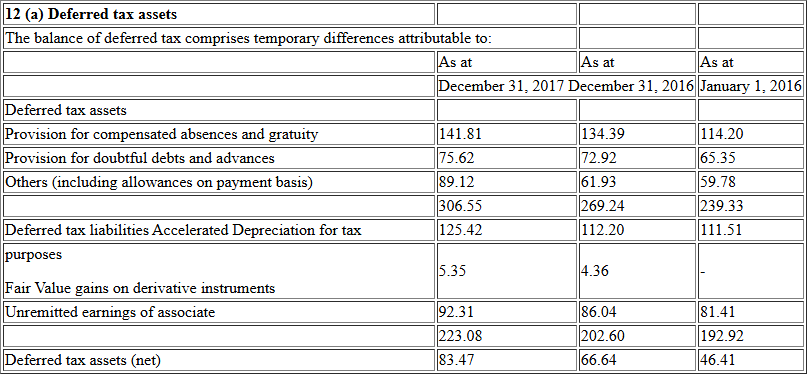 12 (a) Deferred tax assets
The balance of deferred tax comprises temporary differences attributable to:
As at As at As at
December 31, 2017 December 31, 2016 January 1, 2016
Deferred tax assets
Provision for compensated absences and gratuity 141.81 134.39 114.20
Provision for doubtful debts and advances 75.62 72.92 65.35
Others (including allowances on payment basis) 89.12 61.93 59.78
306.55 269.24 239.33
Deferred tax liabilities Accelerated Depreciation for tax 125.42 112.20 111.51
purposes
5.35 4.36 -
Fair Value gains on derivative instruments
Unremitted earnings of associate 92.31 86.04 81.41
223.08 202.60 192.92
Deferred tax assets (net) 83.47 66.64 46.41